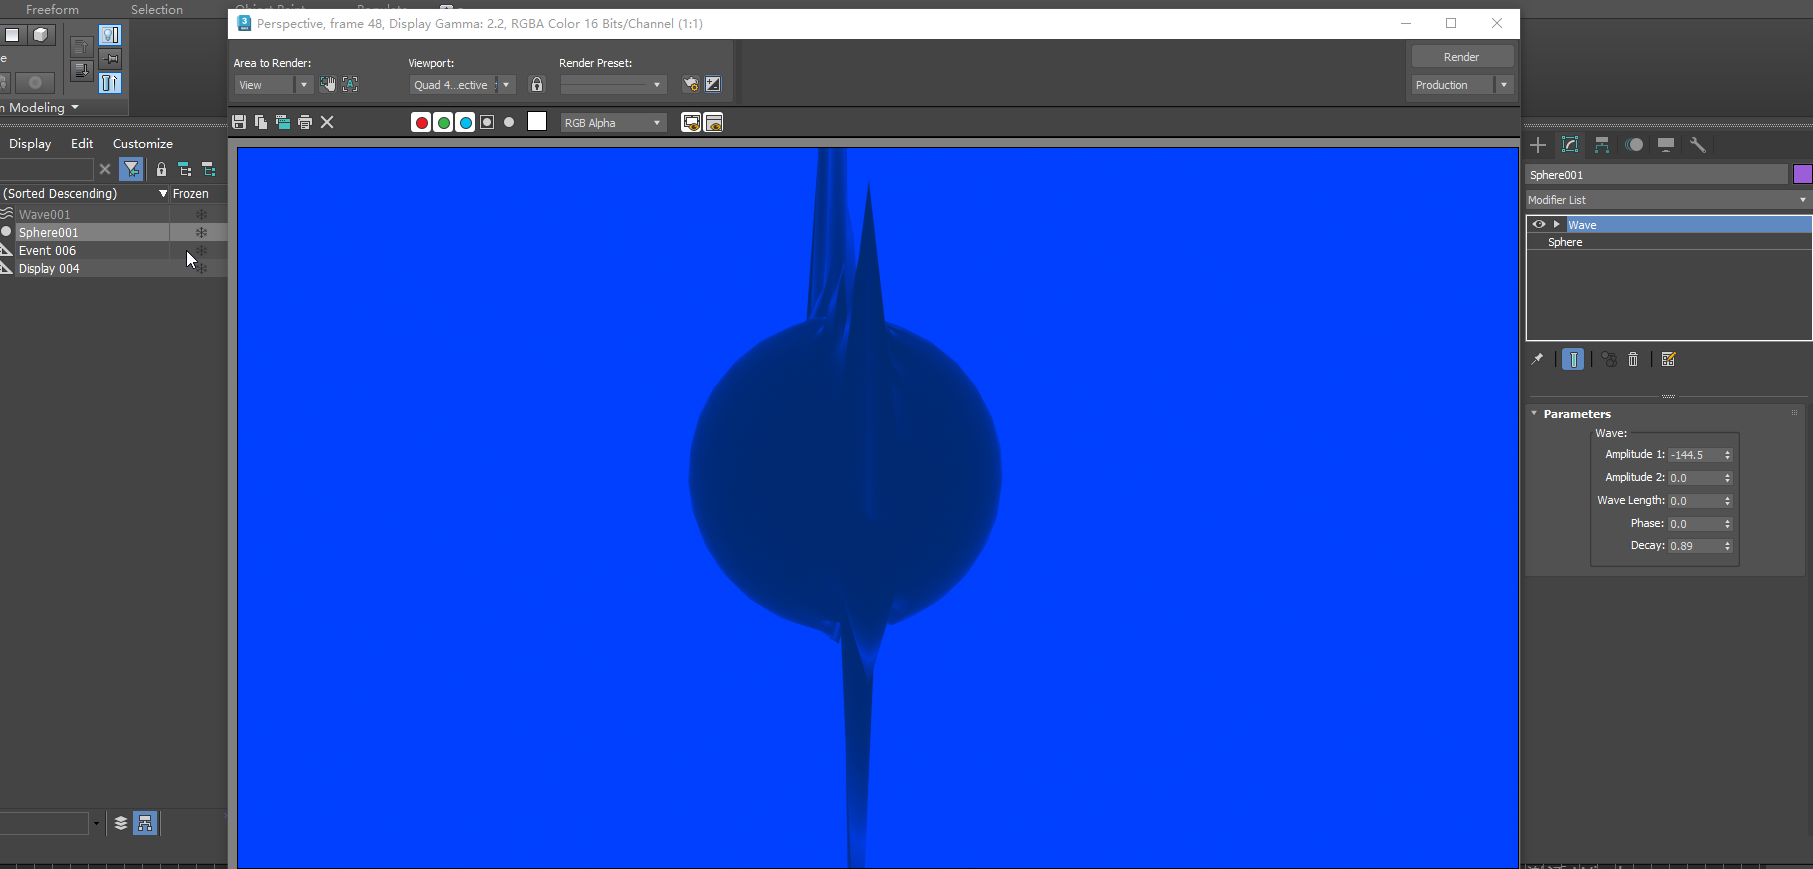 Freeform
Selection
Perspective, frame 48, Display Gamma: 2.2, RGBA Color 16 Bits/Channel (1:1)
Area to Render:
Viewport:
Render Preset:
Render
View
Quad 4...ective
Production
n Modeling
RGB Alpha
Display
Edit
Customize
(Sorted Descending)
Frozen
Wave001
Sphere001
Event 006
Display 004
Sphere001
Modifier List
Wave
Sphere
Parameters
Wave:
Amplitude 1: -144.5
Amplitude 2: 0.0
Wave Length: 0.0
Phase: 0.0
Decay: 0.89